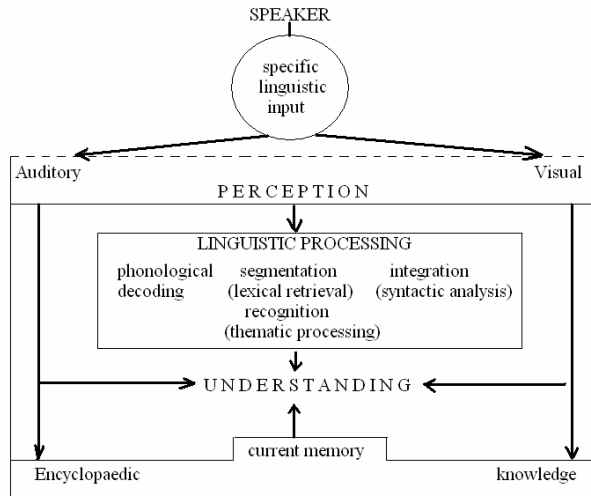 SPEAKER
specific
linguistic
input
Auditory Visual
PERCEPTION
LINGUISTIC PROCESSING
phonological segmentation integration
decoding (lexical retrieval) (syntactic analysis)
recognition
(thematic processing)
UNDERSTANDING
current memory
Encyclopaedic knowledge